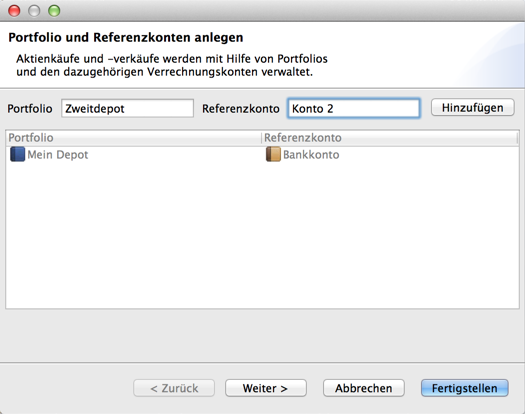 Portfolio und Referenzkonten anlegen
Aktienkäufe und -verkäufe werden mit Hilfe von Portfolios
und den dazugehörigen Verrechnungskonten verwaltet.
Portfolio Zweitdepot Referenzkonto Konto 2 Hinzufügen
Portfolio Referenzkonto
Mein Depot Bankkonto
< Zurück Weiter > Abbrechen Fertigstellen